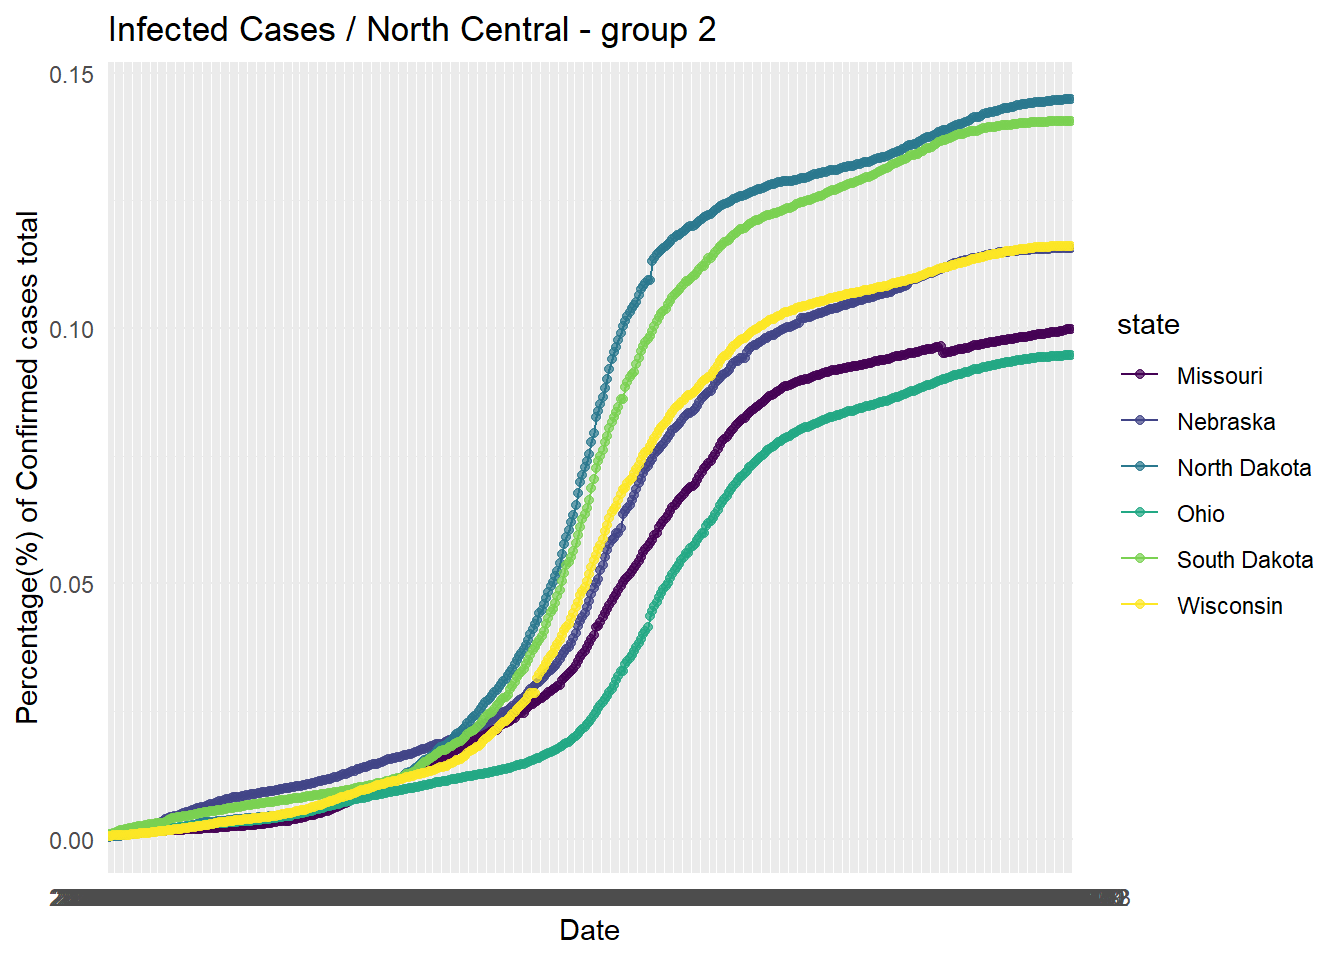 Infected Cases / North Central - group 2
Percentage(%) of Confirmed cases total
0.15
0.10
0.05
0.00
Date
state
Missouri
Nebraska
North Dakota
Ohio
South Dakota
Wisconsin